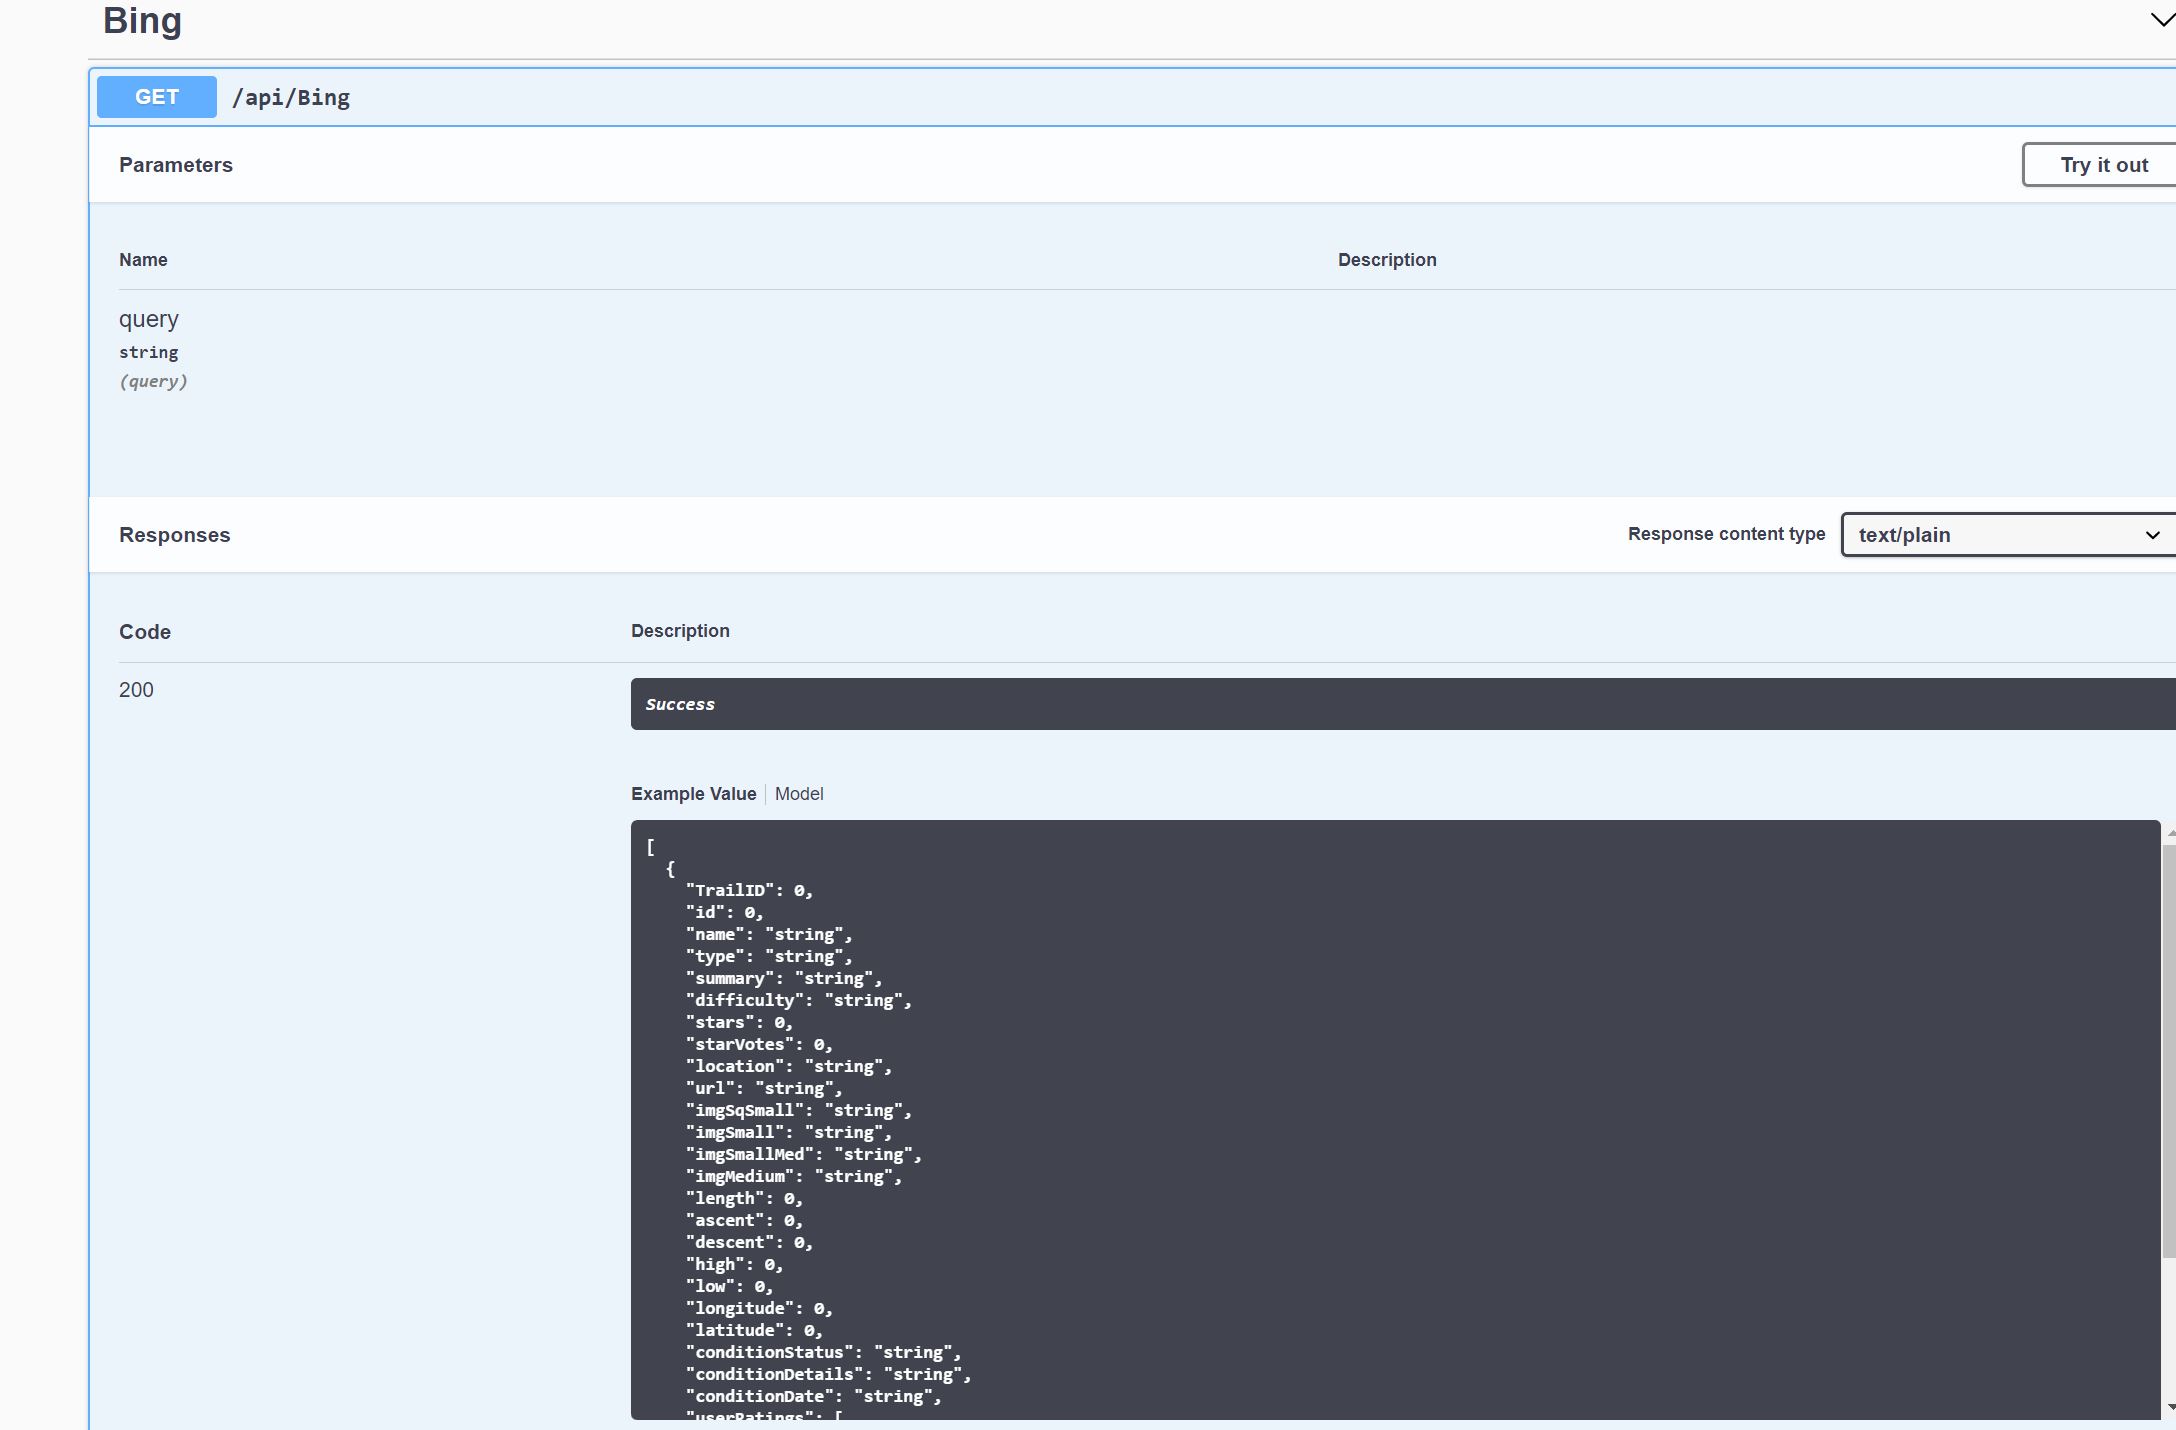 Bing
GET /api/Bing
Parameters
Try it out
Name Description
query
string
(query)
Responses Response content type text/plain
Code Description
200 Success
Example Value Model
[
{
"TrailID": 0,
"id": 0,
"name": "string",
"type": "string",
"summary": "string",
"difficulty": "string",
"stars": 0,
"starVotes": 0,
"location": "string",
"url": "string",
"imgSqSmall": "string",
"imgSmall": "string",
"imgSmallMed": "string",
"imgMedium": "string",
"length": 0,
"ascent": 0,
"descent": 0,
"high": 0,
"low": 0,
"longitude": 0,
"latitude": 0,
"conditionStatus": "string",
"conditionDetails": "string",
"conditionDate": "string",
"userRatings": [